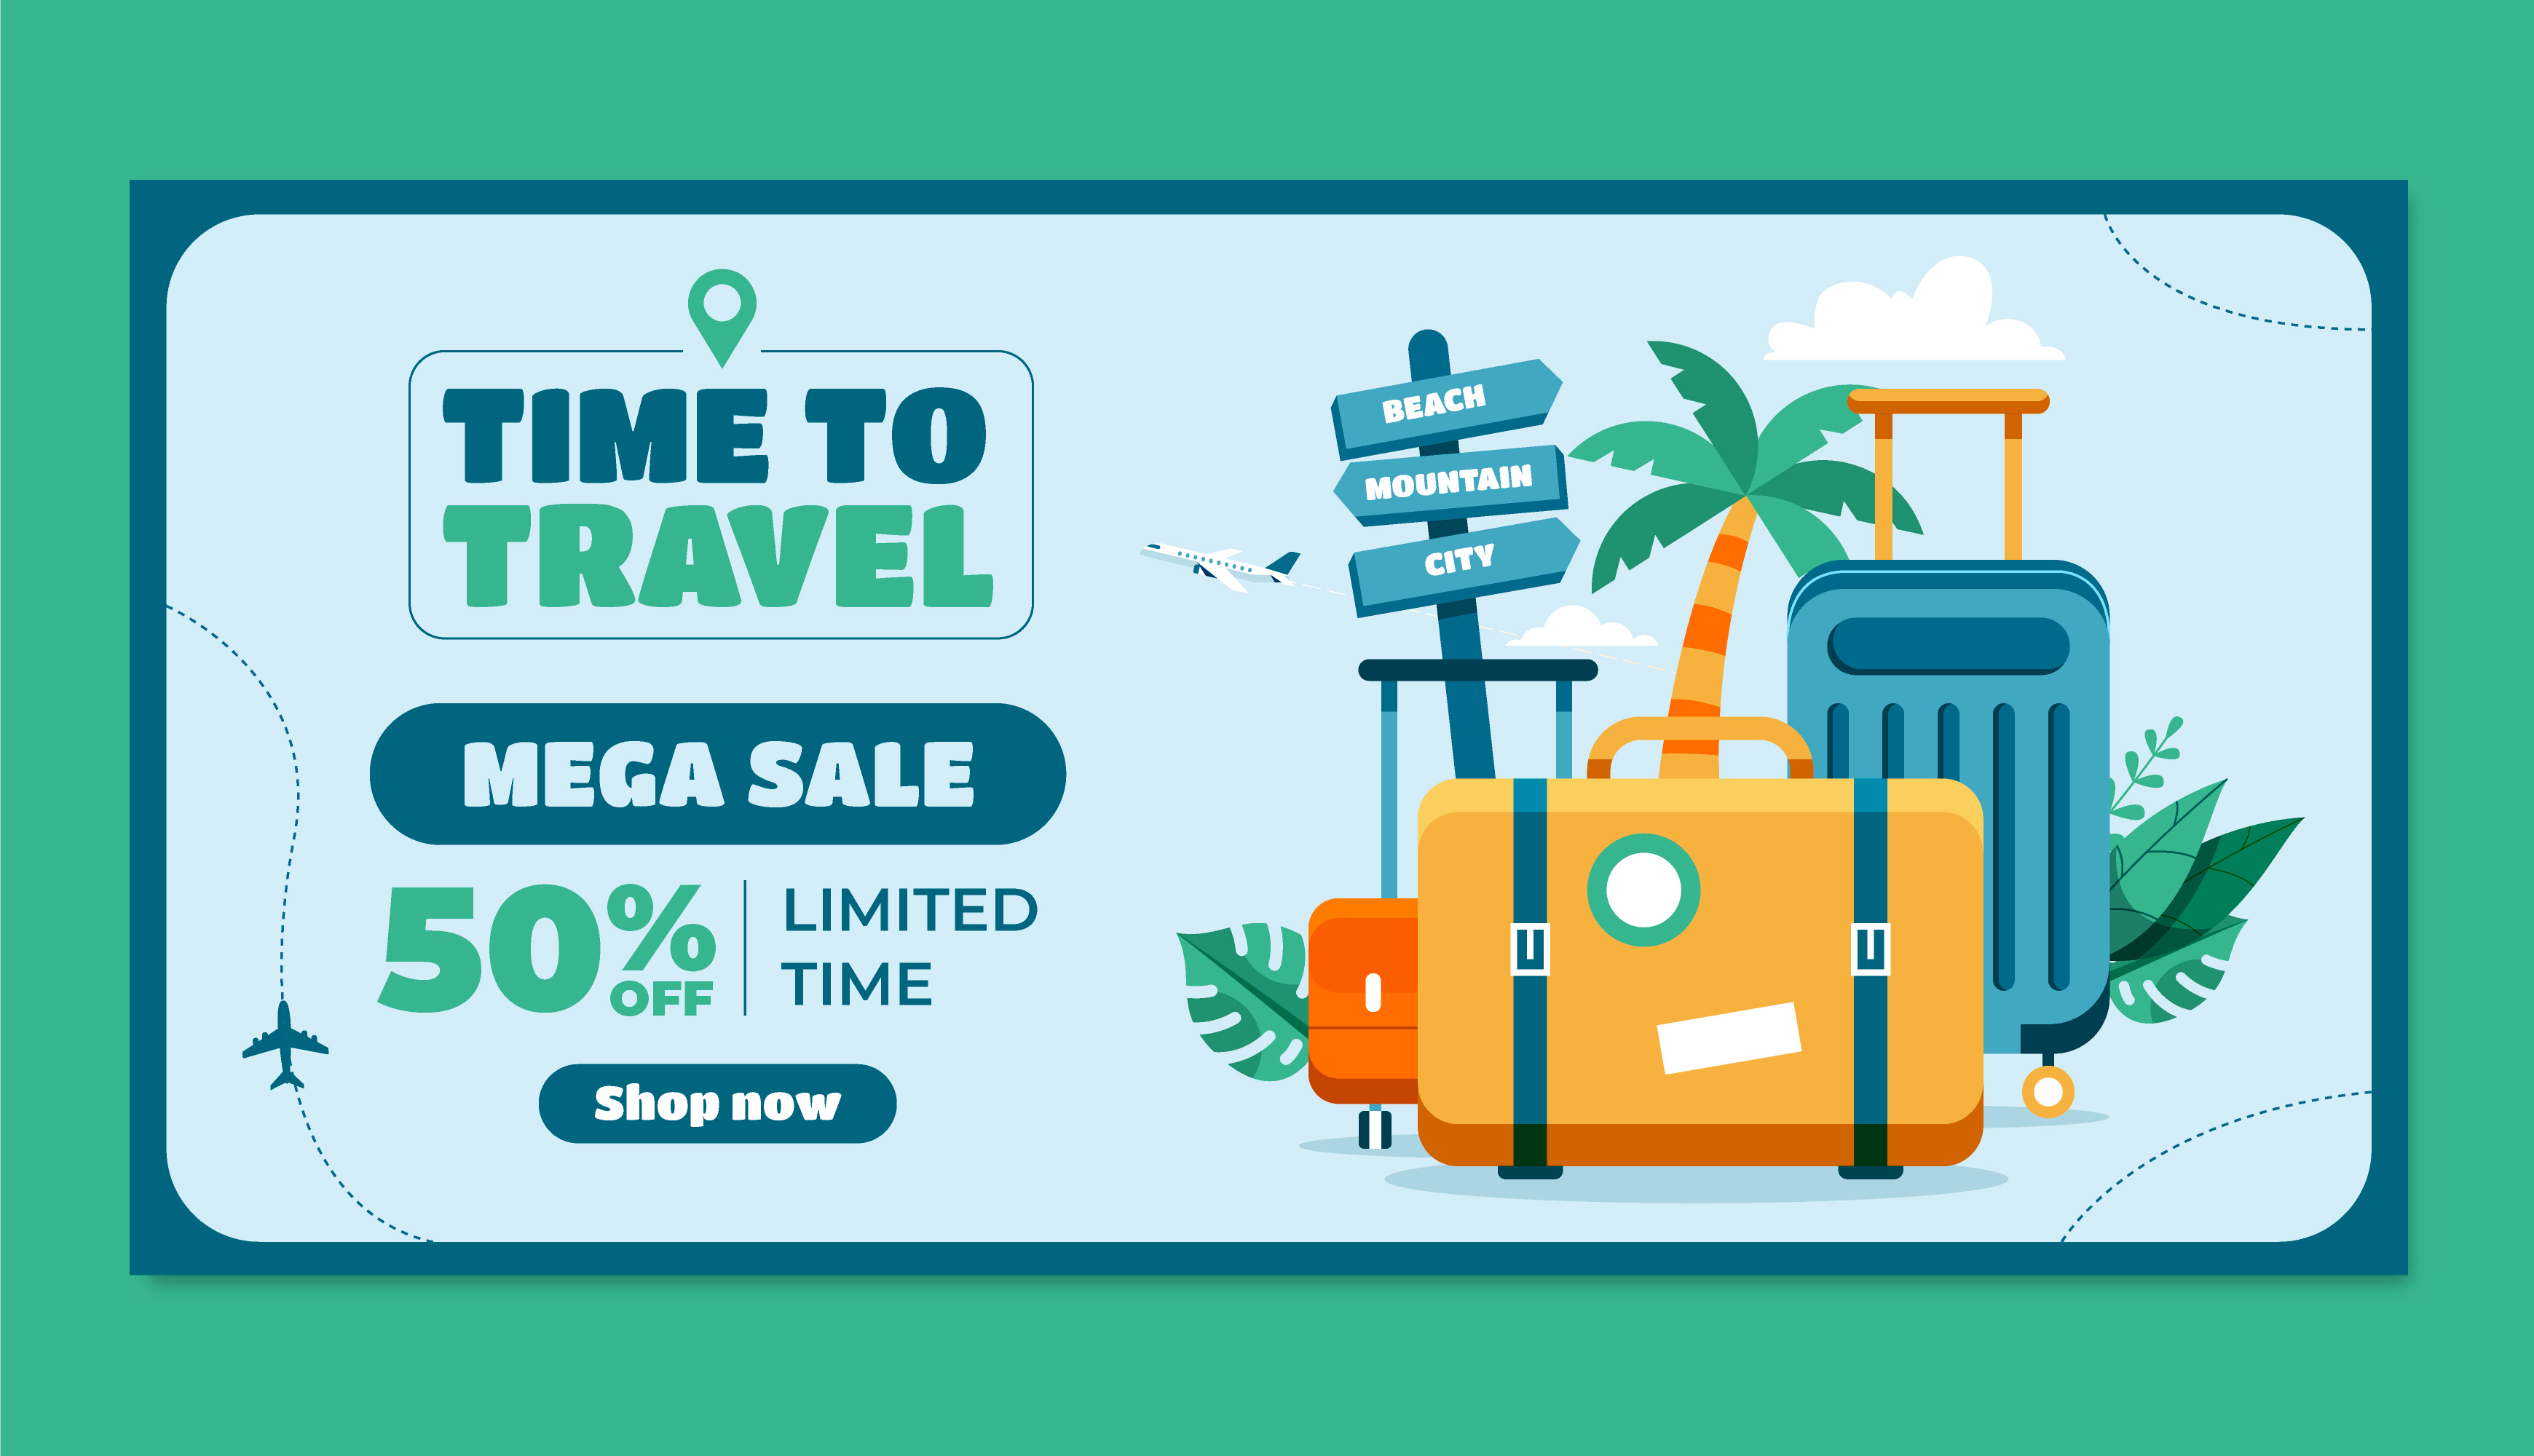 TIME TO
TRAVEL
MEGA SALE
50%
OFF
LIMITED
TIME
Shop now
BEACH
MOUNTAIN
CITY